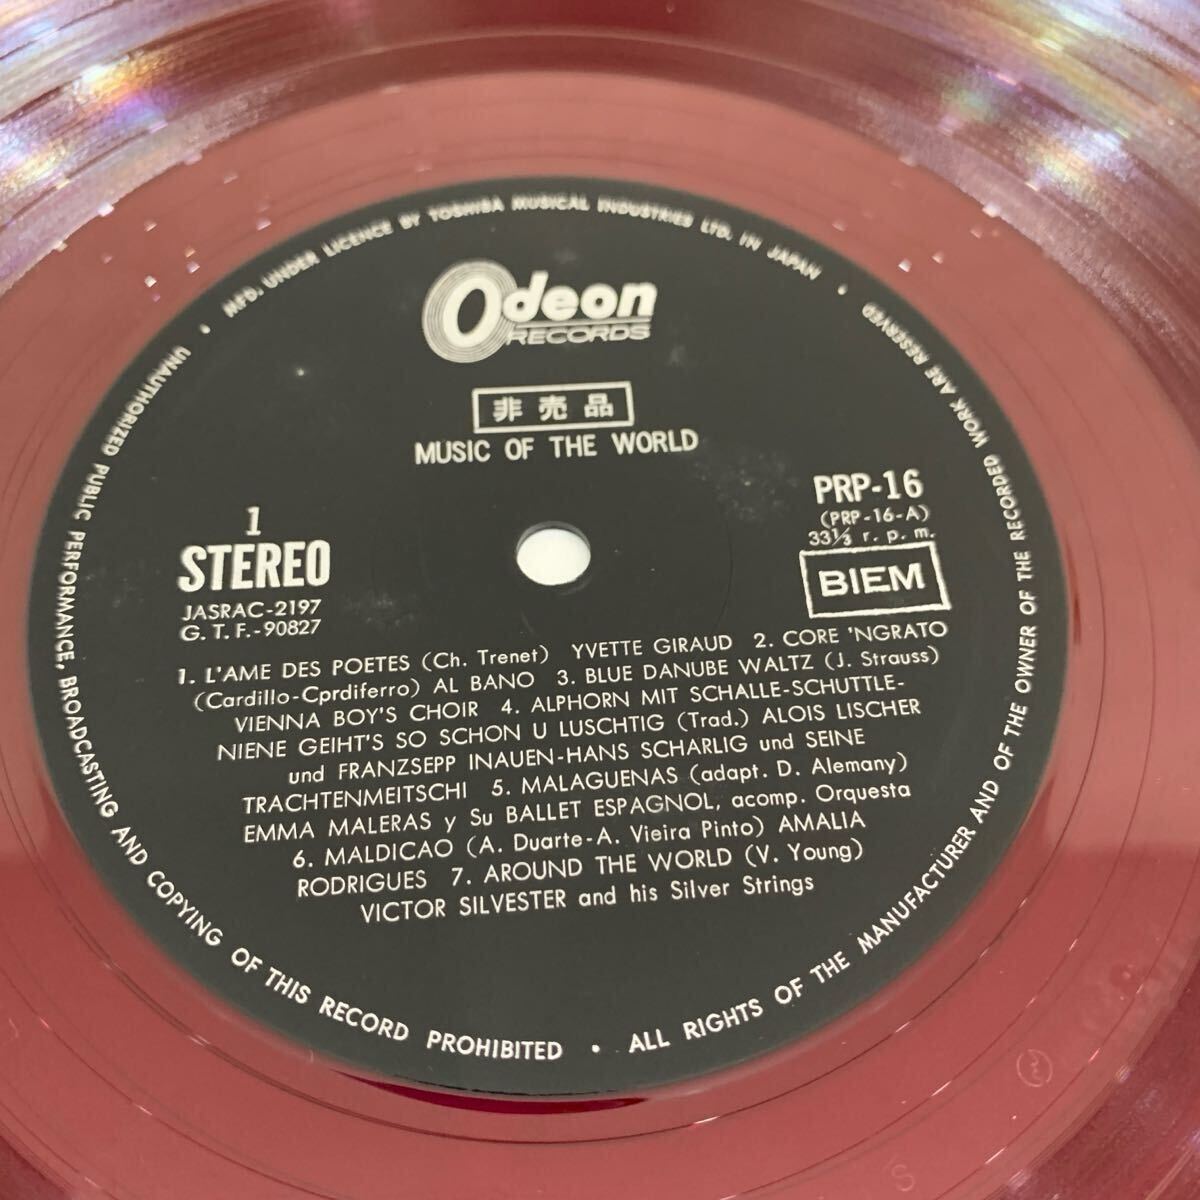 MFD. UNDER LICENCE BY TOSHIBA MUSICAL INDUSTRIES LTD. IN JAPAN
Odeon
RECORDS
非売品
MUSIC OF THE WORLD
PRP-16
(PRP-16-A)
33⅓ r. p. m.
BIEM
1
STEREO
JASRAC-2197
G. T. F.-90827
1. L'AME DES POETES (Ch. Trenet) YVETTE GIRAUD 2. CORE 'NGRATO
(Cardillo-Cprdiferro) AL BANO 3. BLUE DANUBE WALTZ (J. Strauss)
VIENNA BOY'S CHOIR 4. ALPHORN MIT SCHALLE-SCHUTTLE-
NIENE GEIHT'S SO SCHON U LUSCHTIG (Trad.) ALOIS LISCHER
und FRANZSEPP INAUEN-HANS SCHARLIG und SEINE
TRACHTENMEITSCHI 5. MALAGUENAS (adapt. D. Alemany)
EMMA MALERAS y Su BALLET ESPAGNOL, acomp. Orquesta
6. MALDICAO (A. Duarte-A. Vieira Pinto) AMALIA
RODRIGUES 7. AROUND THE WORLD (V. Young)
VICTOR SILVESTER and his Silver Strings
• ALL RIGHTS OF THE MANUFACTURER AND OF THE OWNER OF THE RECORDED WORK ARE RESERVED •
UNAUTHORIZED PUBLIC PERFORMANCE, BROADCASTING AND COPYING OF THIS RECORD PROHIBITED •
S